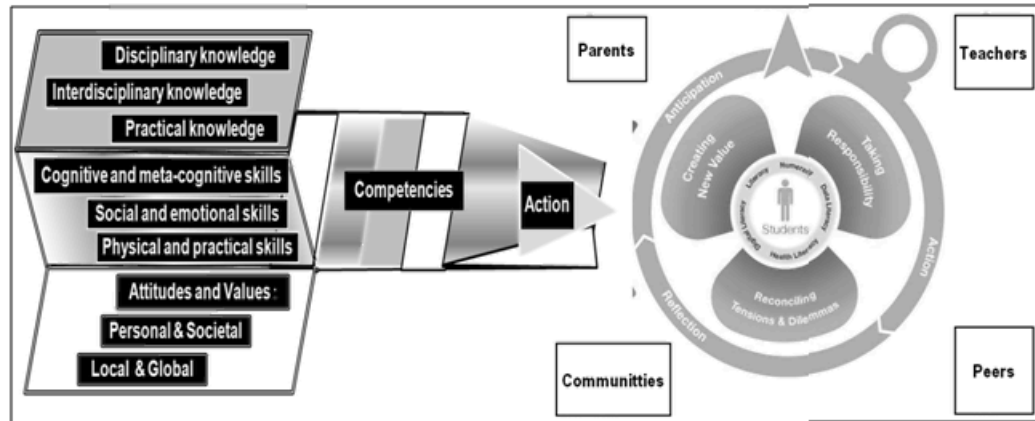 Disciplinary knowledge
Interdisciplinary knowledge
Practical knowledge
Cognitive and meta-cognitive skills
Social and emotional skills
Physical and practical skills
Attitudes and Values :
Personal & Societal
Local & Global
Competencies
Action
Parents
Teachers
Communitties
Peers
Anticipation
Action
Reflection
Creating
New Value
Taking
Responsibility
Reconciling
Tensions & Dilemmas
Literacy
Numeracy
Data Literacy
Health Literacy
Digital Literacy
Students